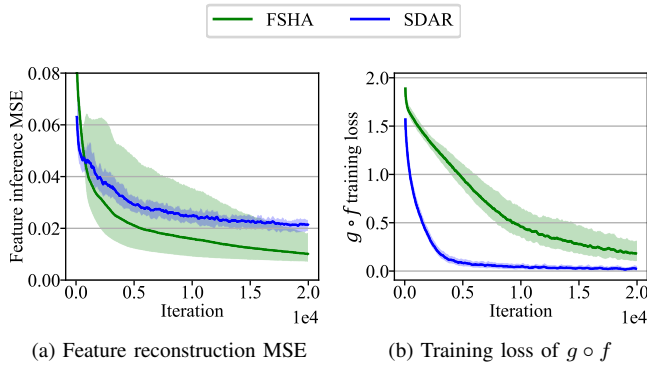 FSHA SDAR
0.08
0.06
0.04
0.02
0.00
Feature inference MSE
0.0 0.5 1.0 1.5 2.0
Iteration
1e4
(a) Feature reconstruction MSE
2.0
1.5
1.0
0.5
0.0
g ∘ f training loss
0.0 0.5 1.0 1.5 2.0
Iteration
1e4
(b) Training loss of g ∘ f